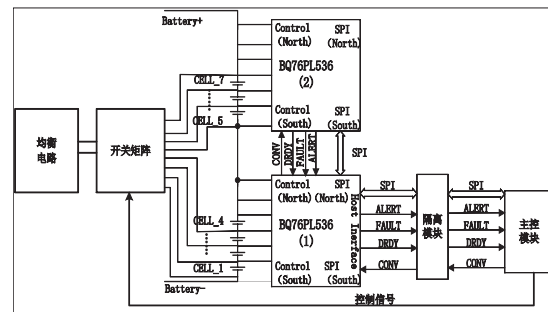 Battery+
Control
(North)
SPI
(North)
BQ76PL536
(2)
CELL_7
CELL_5
Control
(South)
SPI
(South)
均衡
电路
开关矩阵
CONV
DRDY
FAULT
ALERT
SPI
Control
(North)
SPI
(North)
BQ76PL536
(1)
Host Inerface
CELL_4
CELL_1
Control
(South)
SPI
(South)
Battery-
SPI
ALERT
FAULT
DRDY
CONV
隔离
模块
SPI
ALERT
FAULT
DRDY
CONV
主控
模块
控制信号